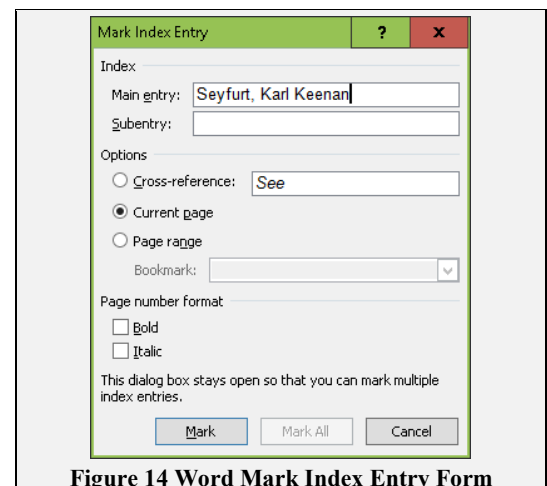 Mark Index Entry ? x
Index
Main entry: Seyfurt, Karl Keenan
Subentry:
Options
Cross-reference: See
Current page
Page range
Bookmark:
Page number format
Bold
Italic
This dialog box stays open so that you can mark multiple
index entries.
Mark Mark All Cancel
Figure 14 Word Mark Index Entry Form